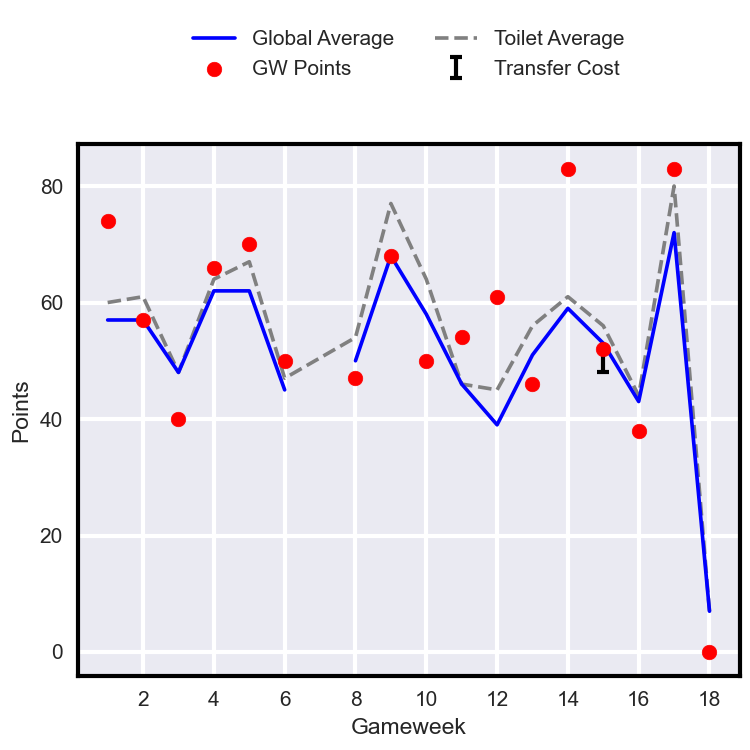 Global Average
Toilet Average
GW Points
Transfer Cost
80
60
40
20
0
Points
2 4 6 8 10 12 14 16 18
Gameweek